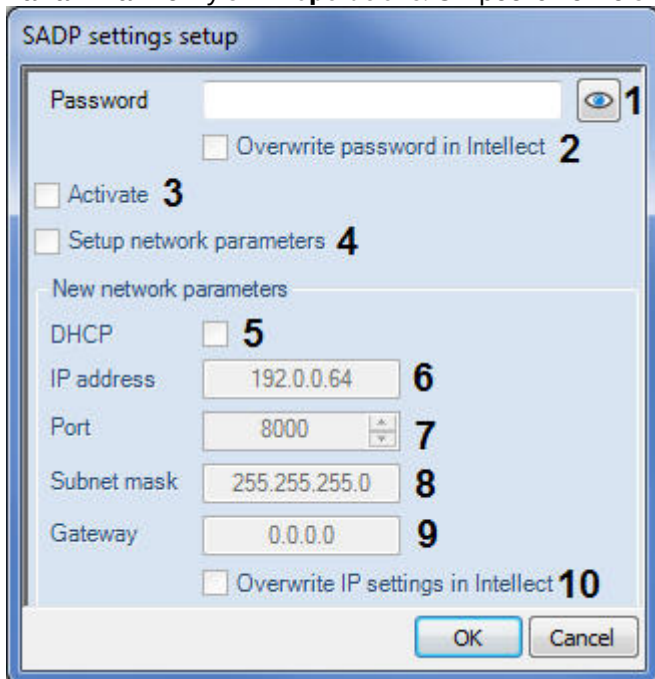 SADP settings setup
Password 1
Overwrite password in Intellect 2
Activate 3
Setup network parameters 4
New network parameters
DHCP 5
IP address 192.0.0.64 6
Port 8000 7
Subnet mask 255.255.255.0 8
Gateway 0.0.0.0 9
Overwrite IP settings in Intellect 10
OK Cancel